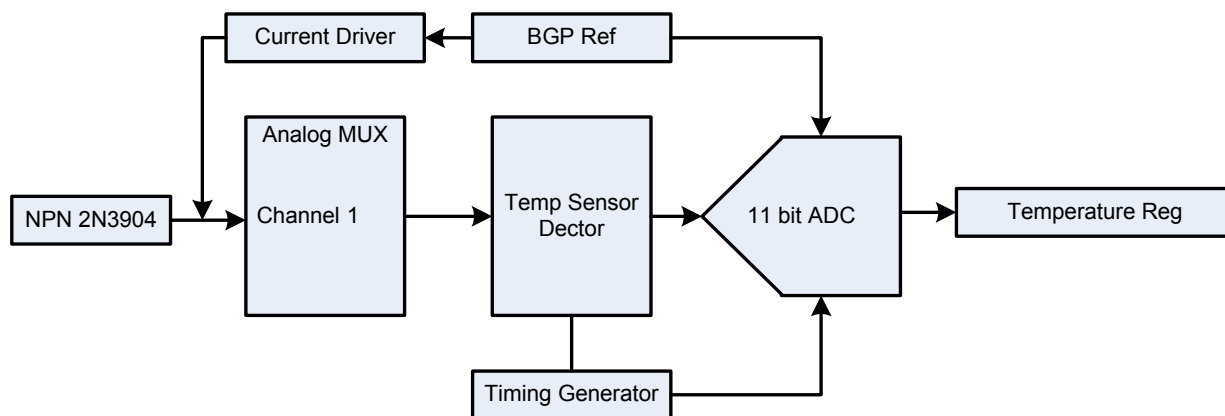 Current Driver
BGP Ref
Analog MUX
NPN 2N3904
Channel 1
Temp Sensor
Dector
11 bit ADC
Temperature Reg
Timing Generator